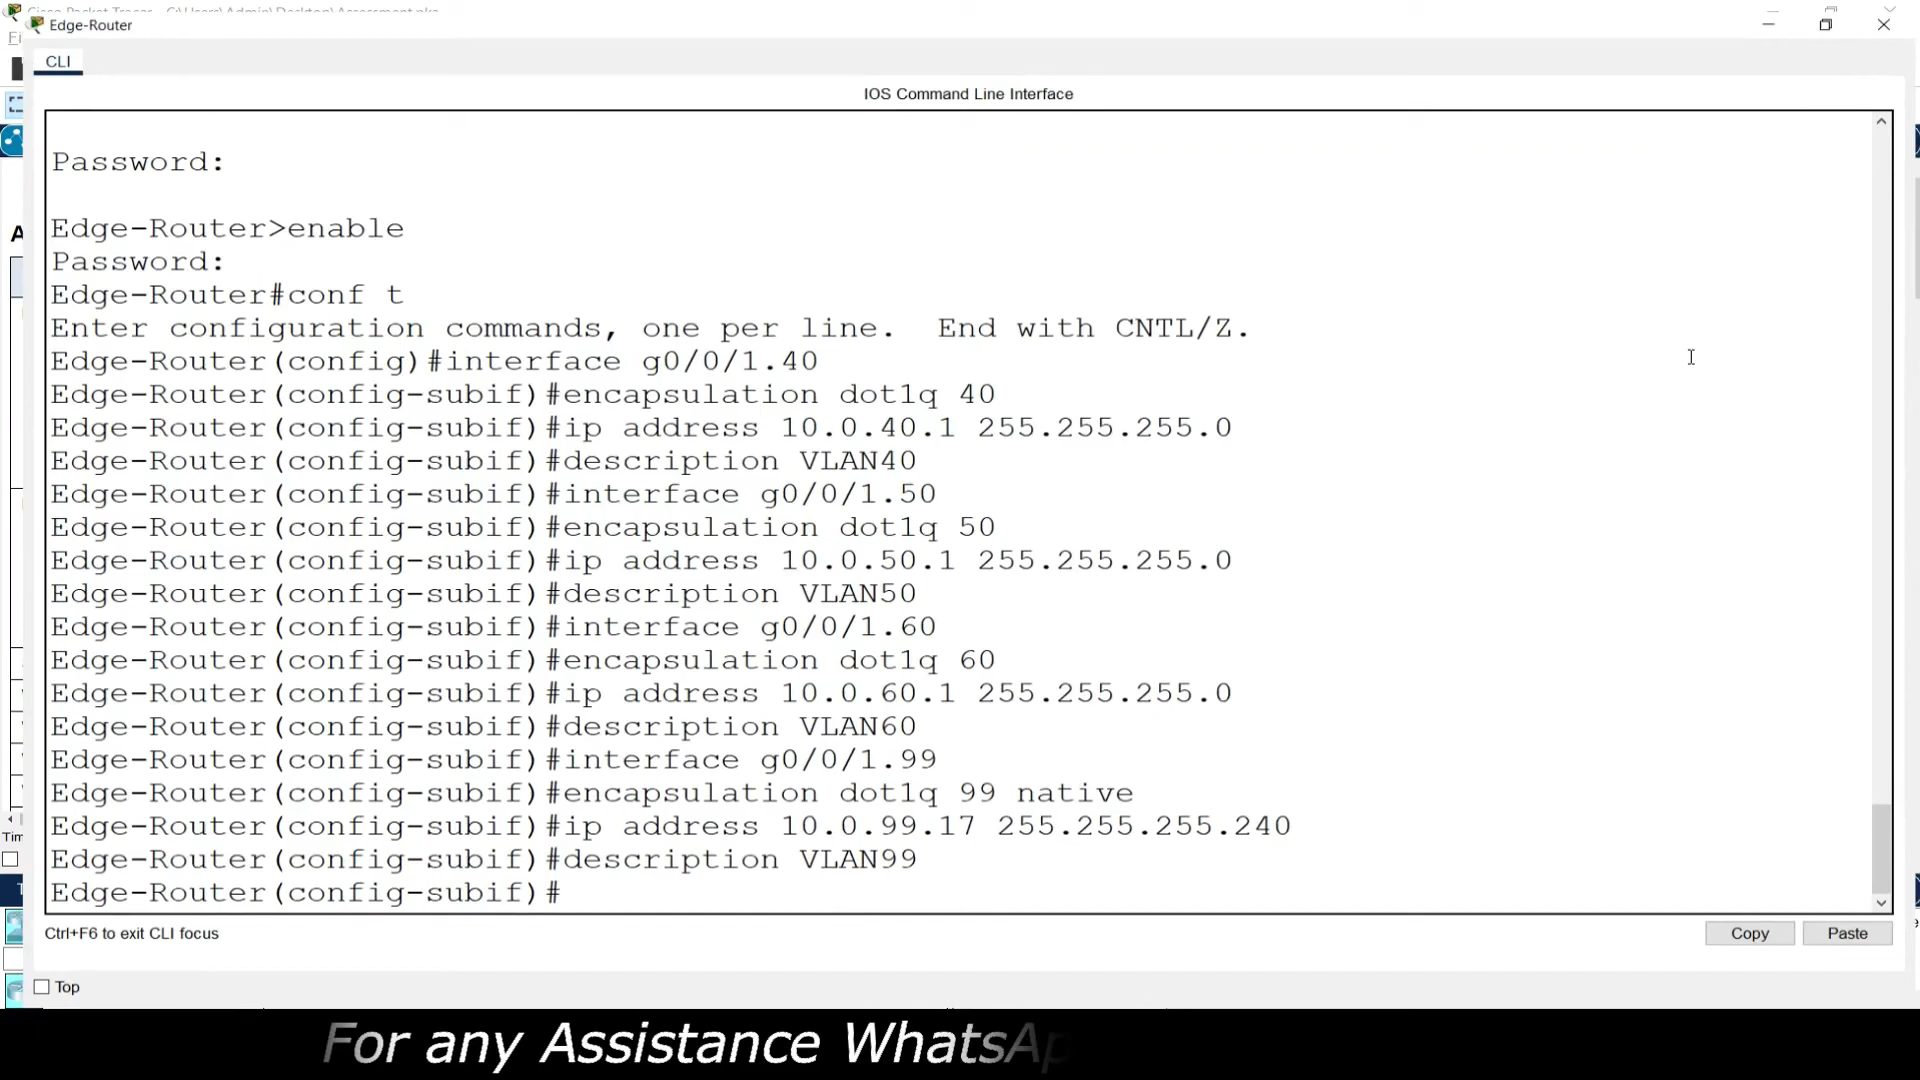 Cisco Packet Tracer - C:\Users\Admin\Desktop\Assessment.pka
Edge-Router
CLI
IOS Command Line Interface
Password:
Edge-Router>enable
Password:
Edge-Router#conf t
Enter configuration commands, one per line.  End with CNTL/Z.
Edge-Router(config)#interface g0/0/1.40
Edge-Router(config-subif)#encapsulation dot1q 40
Edge-Router(config-subif)#ip address 10.0.40.1 255.255.255.0
Edge-Router(config-subif)#description VLAN40
Edge-Router(config-subif)#interface g0/0/1.50
Edge-Router(config-subif)#encapsulation dot1q 50
Edge-Router(config-subif)#ip address 10.0.50.1 255.255.255.0
Edge-Router(config-subif)#description VLAN50
Edge-Router(config-subif)#interface g0/0/1.60
Edge-Router(config-subif)#encapsulation dot1q 60
Edge-Router(config-subif)#ip address 10.0.60.1 255.255.255.0
Edge-Router(config-subif)#description VLAN60
Edge-Router(config-subif)#interface g0/0/1.99
Edge-Router(config-subif)#encapsulation dot1q 99 native
Edge-Router(config-subif)#ip address 10.0.99.17 255.255.255.240
Edge-Router(config-subif)#description VLAN99
Edge-Router(config-subif)#
Tim
Ctrl+F6 to exit CLI focus
Copy
Paste
Top
For any Assistance WhatsAp